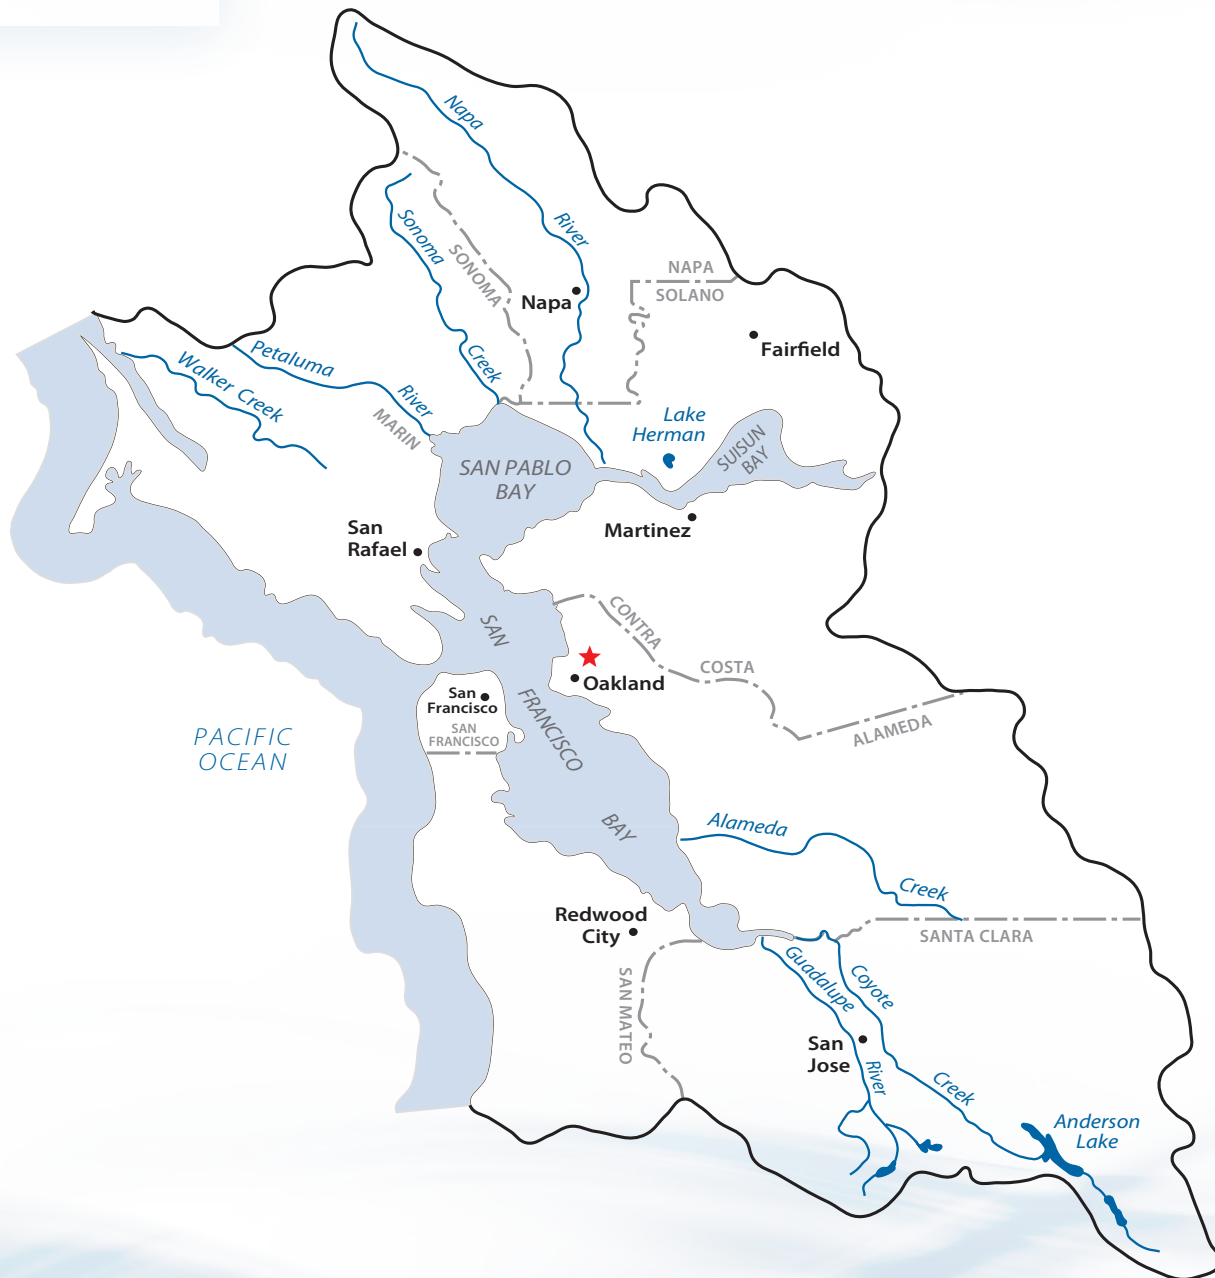 Napa
River
Sonoma
Creek
SONOMA
NAPA
SOLANO
Napa
Fairfield
Petaluma
River
Walker Creek
MARIN
Lake
Herman
SUISUN
BAY
SAN PABLO
BAY
Martinez
San
Rafael
CONTRA
COSTA
ALAMEDA
SAN
FRANCISCO
BAY
Oakland
San
Francisco
SAN
FRANCISCO
PACIFIC
OCEAN
Alameda
Creek
Redwood
City
SANTA CLARA
SAN MATEO
Guadalupe
River
Coyote
Creek
San
Jose
Anderson
Lake